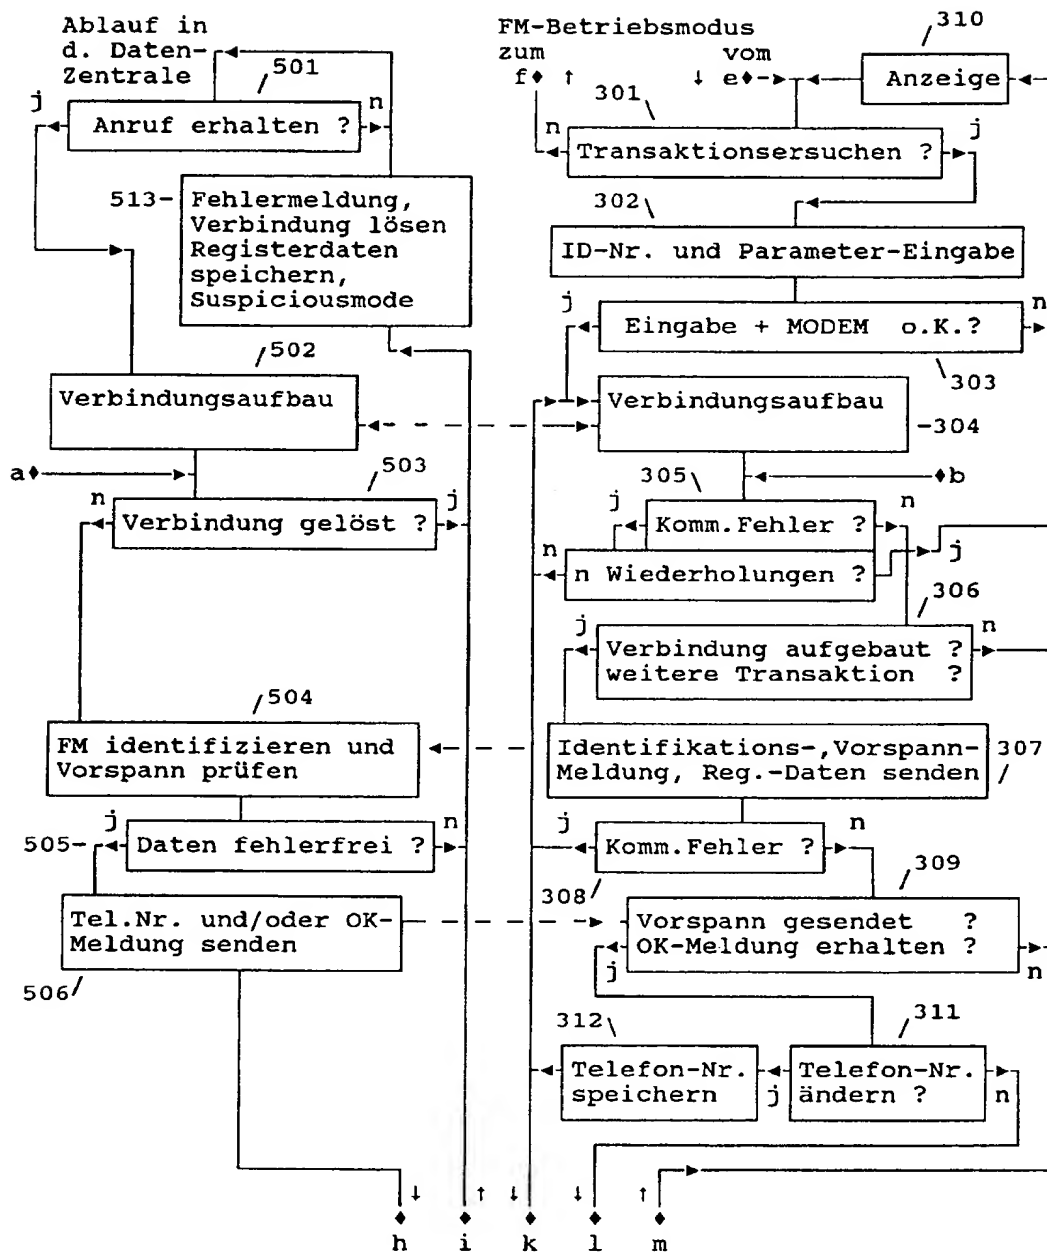 Ablauf in
d. Daten-
Zentrale
501
j
n
Anruf erhalten ?
513-
Fehlermeldung,
Verbindung lösen
Registerdaten
speichern,
Suspiciousmode
502
Verbindungsaufbau
a
503
n
j
Verbindung gelöst ?
504
FM identifizieren und
Vorspann prüfen
j
n
505-
Daten fehlerfrei ?
Tel.Nr. und/oder OK-
Meldung senden
506
FM-Betriebsmodus
zum
vom
f
e
310
Anzeige
301
n
j
Transaktionsersuchen ?
302
ID-Nr. und Parameter-Eingabe
j
n
Eingabe + MODEM o.K.?
303
Verbindungsaufbau
-304
305
b
j
n
Komm.Fehler ?
n
j
n Wiederholungen ?
306
j
n
Verbindung aufgebaut ?
weitere Transaktion ?
Identifikations-,Vorspann-
Meldung, Reg.-Daten senden
307
j
n
Komm.Fehler ?
308
309
Vorspann gesendet ?
OK-Meldung erhalten ?
j
n
312
311
Telefon-Nr.
speichern
j
Telefon-Nr.
ändern ?
n
h
i
k
l
m